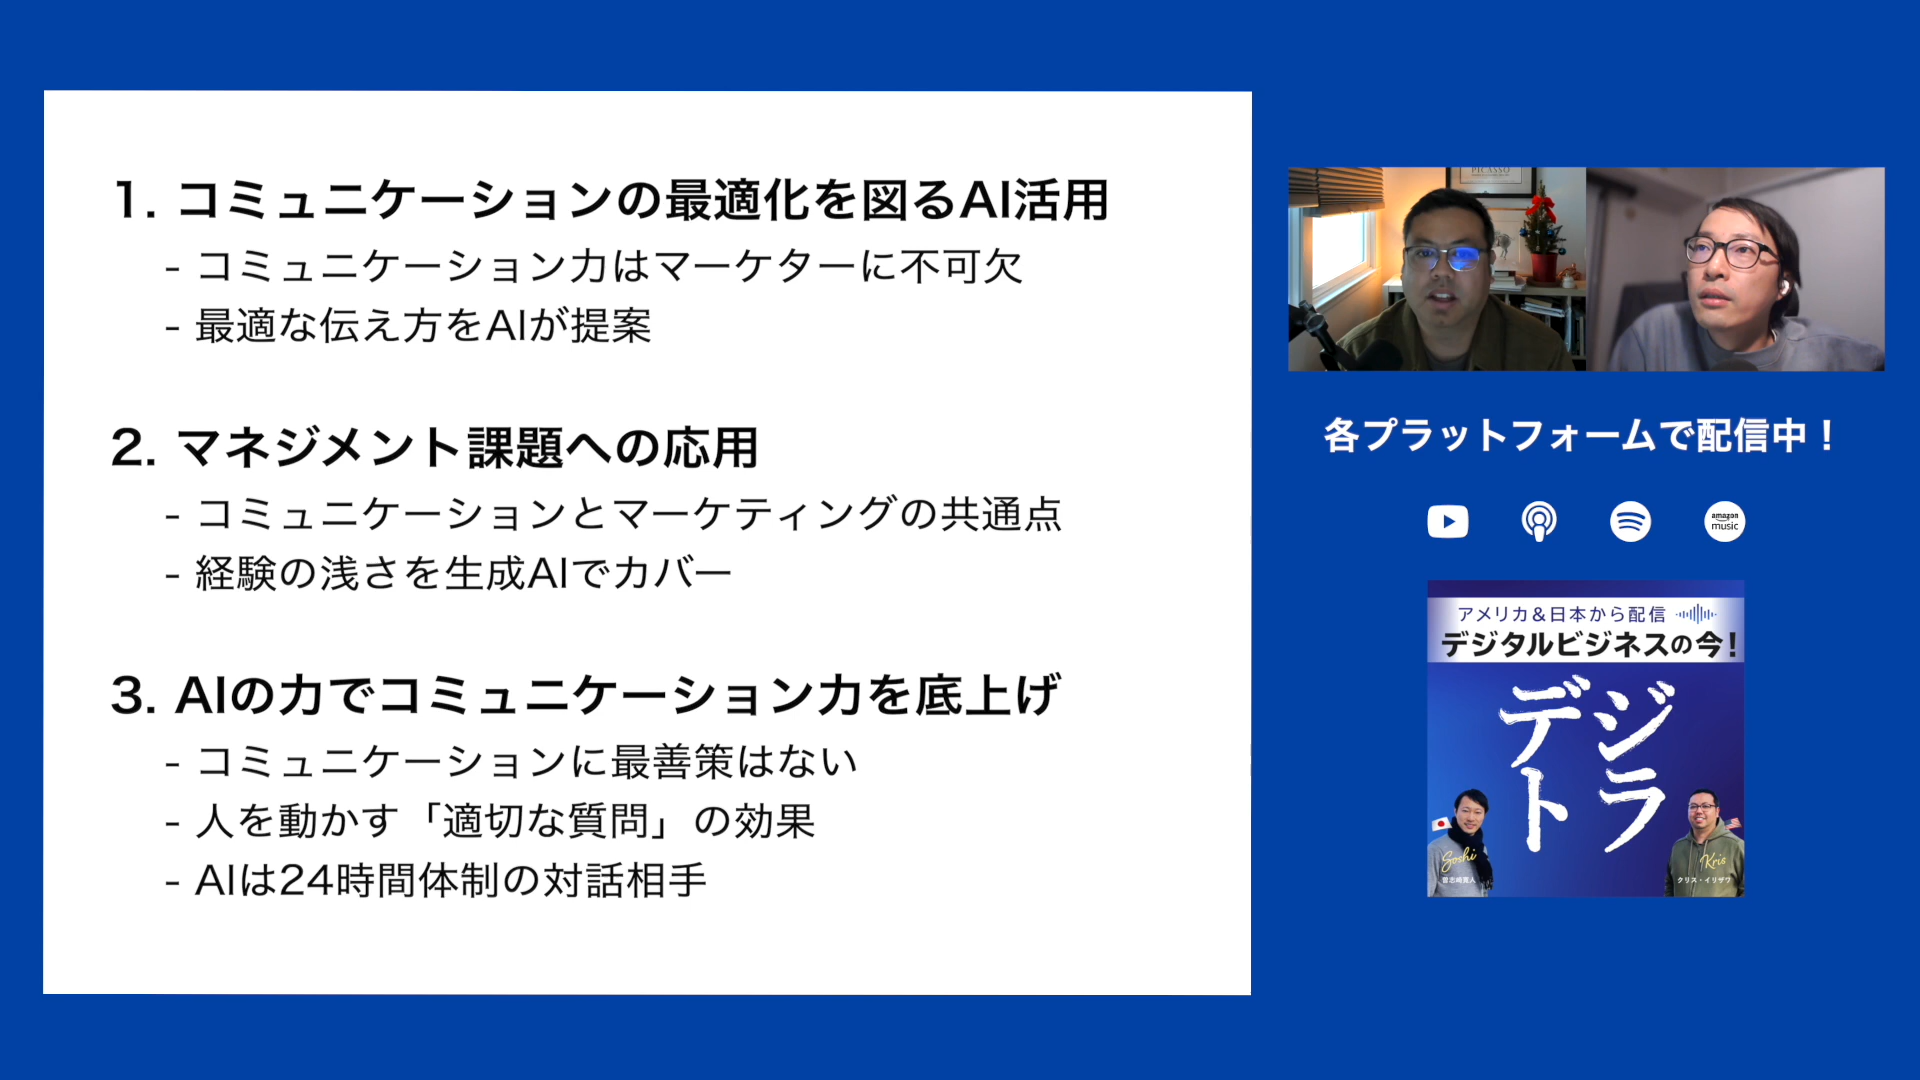 1. コミュニケーションの最適化を図るAI活用
- コミュニケーション力はマーケターに不可欠
- 最適な伝え方をAIが提案
2. マネジメント課題への応用
- コミュニケーションとマーケティングの共通点
- 経験の浅さを生成AIでカバー
3. AIの力でコミュニケーション力を底上げ
- コミュニケーションに最善策はない
- 人を動かす「適切な質問」の効果
- AIは24時間体制の対話相手
PICASSO
各プラットフォームで配信中！
amazon music
アメリカ&日本から配信
デジタルビジネスの今！
デジ
トラ
Soshi
Kris
クリス・イリザワ